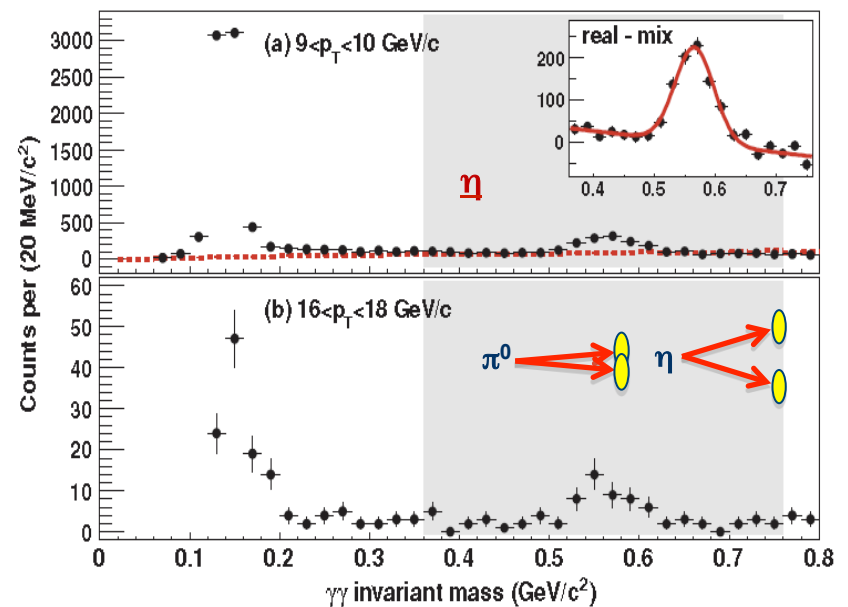 (a) 9<p_T<10 GeV/c
real - mix
200
100
0
0.4 0.5 0.6 0.7
3000
2500
2000
1500
1000
500
0
η
Counts per (20 MeV/c²)
(b) 16<p_T<18 GeV/c
60
50
40
30
20
10
0
π⁰
η
0 0.1 0.2 0.3 0.4 0.5 0.6 0.7 0.8
γγ invariant mass (GeV/c²)